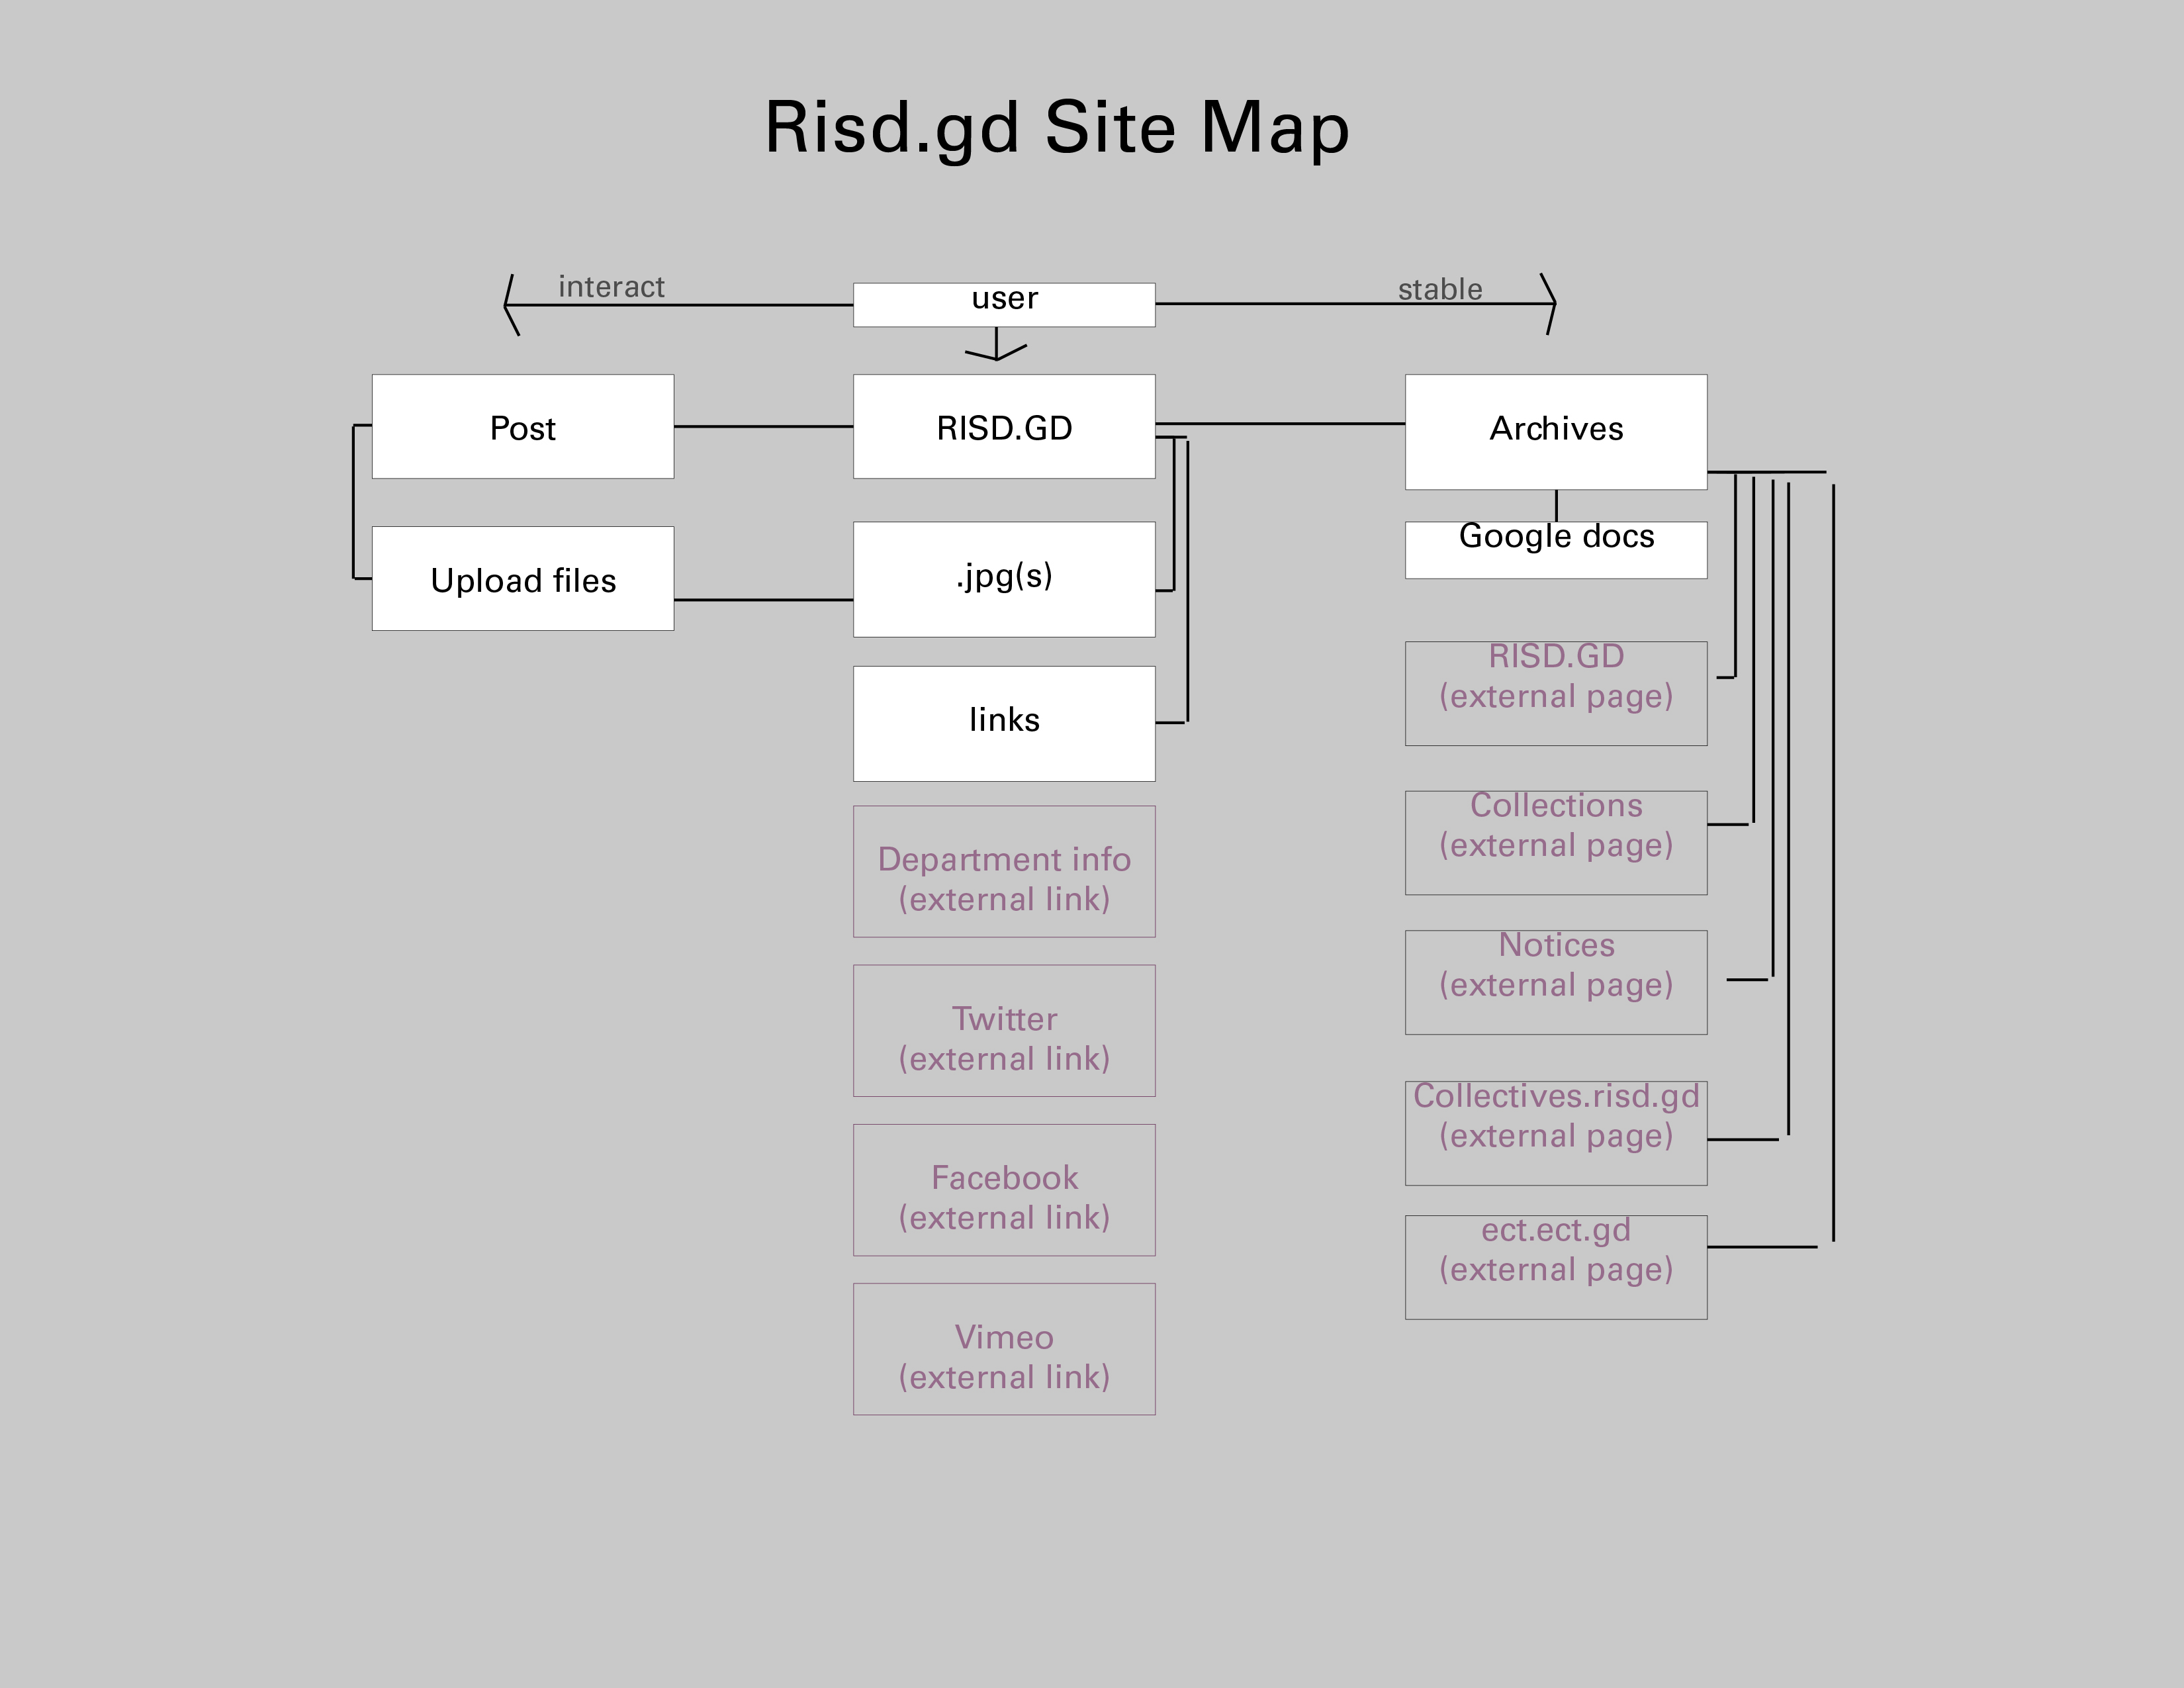 Risd.gd Site Map
interact
user
stable
Post
RISD.GD
Archives
Upload files
.jpg(s)
links
Google docs
Department info
(external link)
Twitter
(external link)
Facebook
(external link)
Vimeo
(external link)
RISD.GD
(external page)
Collections
(external page)
Notices
(external page)
Collectives.risd.gd
(external page)
ect.ect.gd
(external page)